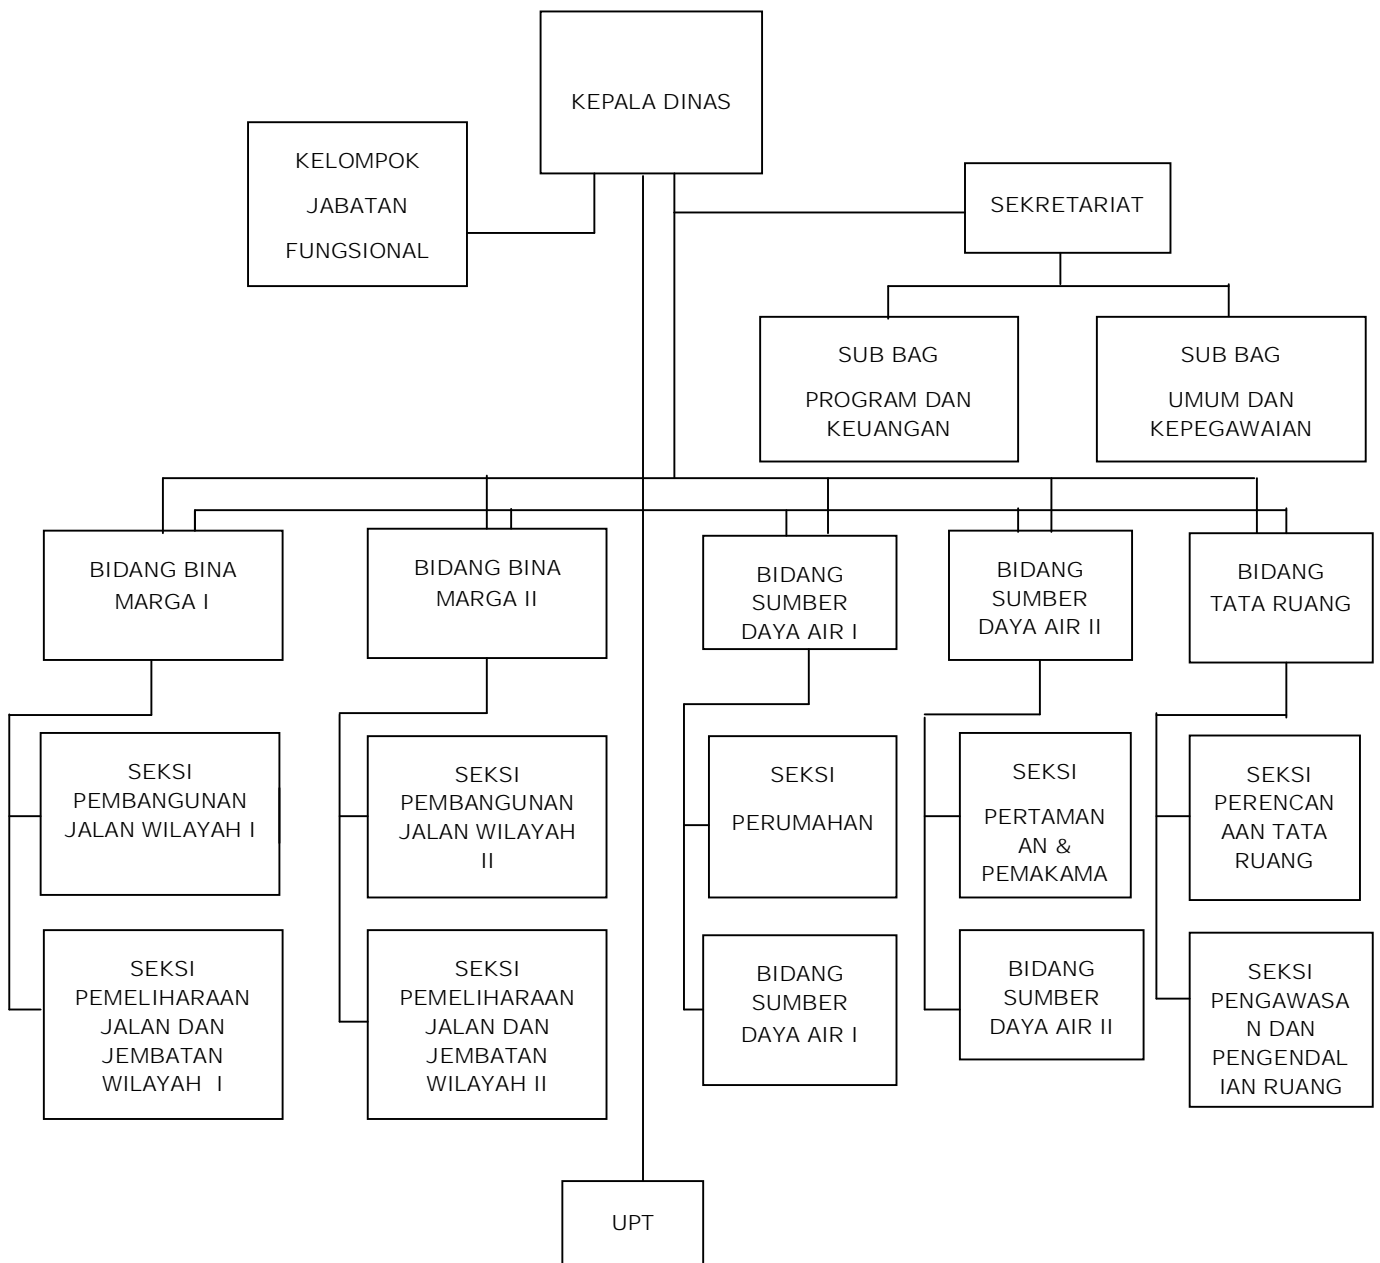 KEPALA DINAS
KELOMPOK
JABATAN
FUNGSIONAL
SEKRETARIAT
SUB BAG
PROGRAM DAN
KEUANGAN
SUB BAG
UMUM DAN
KEPEGAWAIAN
BIDANG BINA
MARGA I
BIDANG BINA
MARGA II
BIDANG
SUMBER
DAYA AIR I
BIDANG
SUMBER
DAYA AIR II
BIDANG
TATA RUANG
SEKSI
PEMBANGUNAN
JALAN WILAYAH I
SEKSI
PEMBANGUNAN
JALAN WILAYAH
II
SEKSI
PERUMAHAN
SEKSI
PERTAMAN
AN &
PEMAKAMA
SEKSI
PERENCAN
AAN TATA
RUANG
SEKSI
PEMELIHARAAN
JALAN DAN
JEMBATAN
WILAYAH  I
SEKSI
PEMELIHARAAN
JALAN DAN
JEMBATAN
WILAYAH II
BIDANG
SUMBER
DAYA AIR I
BIDANG
SUMBER
DAYA AIR II
SEKSI
PENGAWASA
N DAN
PENGENDAL
IAN RUANG
UPT